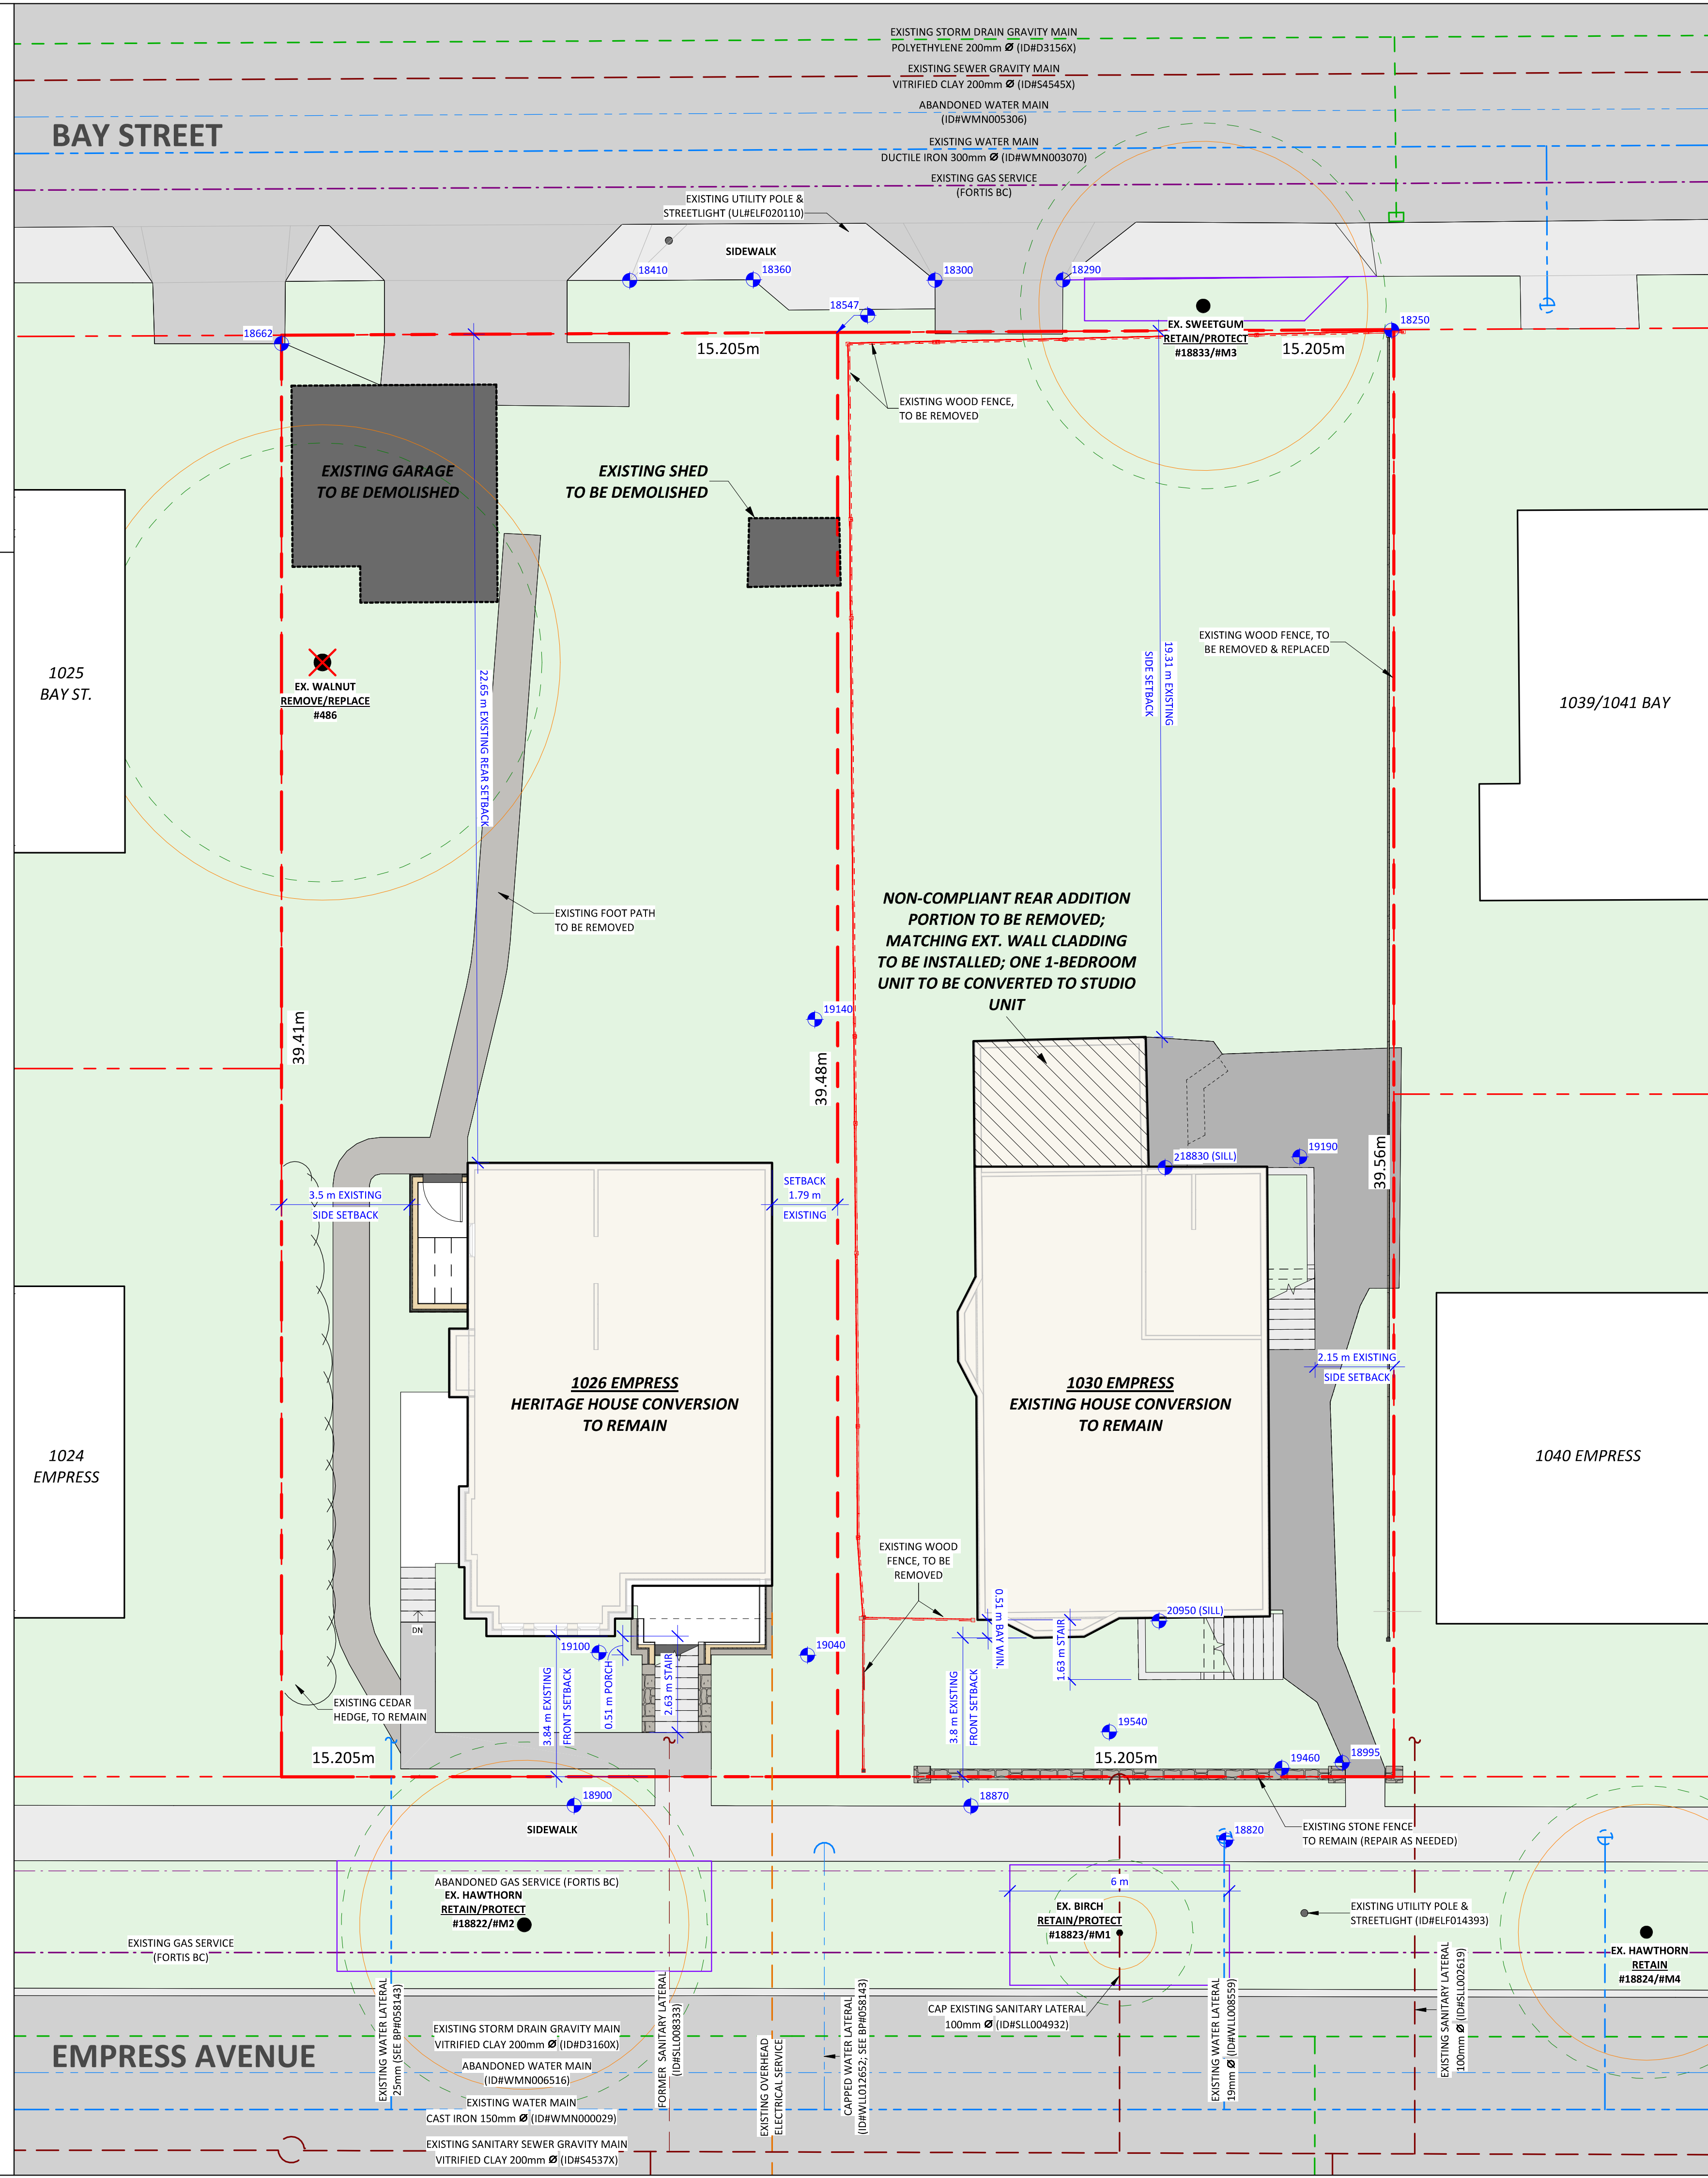 EXISTING STORM DRAIN GRAVITY MAIN
POLYETHYLENE 200mm Ø (ID#D3156X)
EXISTING SEWER GRAVITY MAIN
VITRIFIED CLAY 200mm Ø (ID#S4545X)
ABANDONED WATER MAIN
(ID#WMN005306)
BAY STREET
EXISTING WATER MAIN
DUCTILE IRON 300mm Ø (ID#WMN003070)
EXISTING GAS SERVICE
(FORTIS BC)
EXISTING UTILITY POLE &
STREETLIGHT (UL#ELF020110)
SIDEWALK
18410
18360
18300
18290
18547
18662
18250
15.205m
EX. SWEETGUM
RETAIN/PROTECT
#18833/#M3
15.205m
EXISTING WOOD FENCE,
TO BE REMOVED
EXISTING GARAGE
TO BE DEMOLISHED
EXISTING SHED
TO BE DEMOLISHED
1025
BAY ST.
EX. WALNUT
REMOVE/REPLACE
#486
22.65 m EXISTING REAR SETBACK
19.31 m EXISTING
SIDE SETBACK
EXISTING WOOD FENCE, TO
BE REMOVED & REPLACED
1039/1041 BAY
EXISTING FOOT PATH
TO BE REMOVED
NON-COMPLIANT REAR ADDITION
PORTION TO BE REMOVED;
MATCHING EXT. WALL CLADDING
TO BE INSTALLED; ONE 1-BEDROOM
UNIT TO BE CONVERTED TO STUDIO
UNIT
39.41m
19140
39.48m
39.56m
218830 (SILL)
19190
3.5 m EXISTING
SIDE SETBACK
SETBACK
1.79 m
EXISTING
2.15 m EXISTING
SIDE SETBACK
1026 EMPRESS
HERITAGE HOUSE CONVERSION
TO REMAIN
1030 EMPRESS
EXISTING HOUSE CONVERSION
TO REMAIN
1024
EMPRESS
1040 EMPRESS
EXISTING WOOD
FENCE, TO BE
REMOVED
DN
0.51 m BAY WIN.
20950 (SILL)
19100
19040
0.51 m PORCH
2.63 m STAIR
1.63 m STAIR
3.84 m EXISTING
FRONT SETBACK
3.8 m EXISTING
FRONT SETBACK
EXISTING CEDAR
HEDGE, TO REMAIN
19540
15.205m
15.205m
19460
18995
18900
18870
SIDEWALK
18820
EXISTING STONE FENCE
TO REMAIN (REPAIR AS NEEDED)
ABANDONED GAS SERVICE (FORTIS BC)
EX. HAWTHORN
RETAIN/PROTECT
#18822/#M2
6 m
EX. BIRCH
RETAIN/PROTECT
#18823/#M1
EXISTING UTILITY POLE &
STREETLIGHT (ID#ELF014393)
EXISTING GAS SERVICE
(FORTIS BC)
EX. HAWTHORN
RETAIN
#18824/#M4
EXISTING WATER LATERAL
25mm (SEE BP#058143)
FORMER SANITARY LATERAL
(ID#SLL008333)
EXISTING OVERHEAD
ELECTRICAL SERVICE
CAPPED WATER LATERAL
(ID#WLL012652; SEE BP#058143)
CAP EXISTING SANITARY LATERAL
100mm Ø (ID#SLL004932)
EXISTING WATER LATERAL
19mm Ø (ID#WLL008559)
EXISTING SANITARY LATERAL
100mm Ø (ID#SLL002619)
EMPRESS AVENUE
EXISTING STORM DRAIN GRAVITY MAIN
VITRIFIED CLAY 200mm Ø (ID#D3160X)
ABANDONED WATER MAIN
(ID#WMN006516)
EXISTING WATER MAIN
CAST IRON 150mm Ø (ID#WMN000029)
EXISTING SANITARY SEWER GRAVITY MAIN
VITRIFIED CLAY 200mm Ø (ID#S4537X)